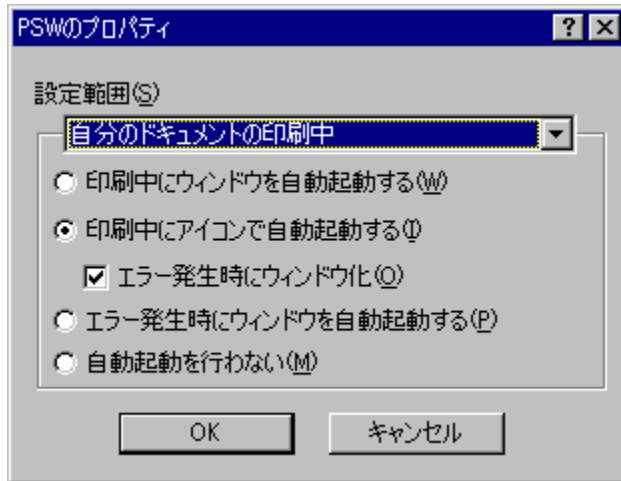 PSWのプロパティ
設定範囲(S)
自分のドキュメントの印刷中
印刷中にウィンドウを自動起動する(W)
印刷中にアイコンで自動起動する(I)
エラー発生時にウィンドウ化(O)
エラー発生時にウィンドウを自動起動する(P)
自動起動を行わない(M)
OK キャンセル